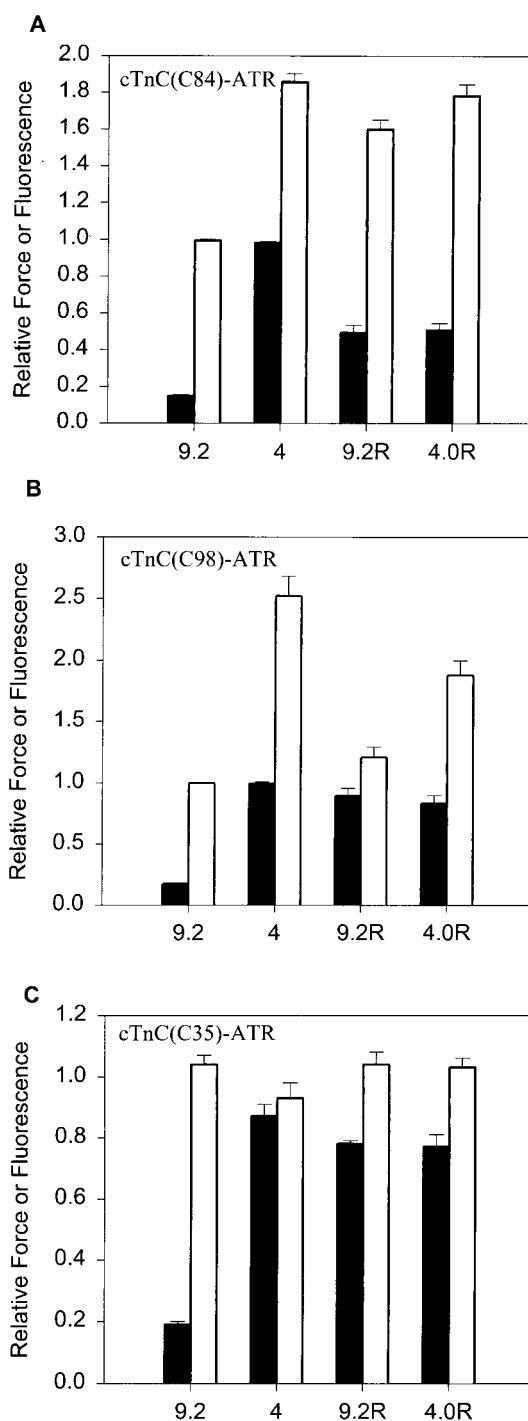 A
cTnC(C84)-ATR
Relative Force or Fluorescence
2.0
1.8
1.4
1.0
0.8
0.6
0.4
0.2
0.0
9.2 4 9.2R 4.0R
B
cTnC(C98)-ATR
Relative Force or Fluorescence
3.0
2.5
2.0
1.5
1.0
0.5
0.0
9.2 4 9.2R 4.0R
C
cTnC(C35)-ATR
Relative Force or Fluorescence
1.2
1.0
0.8
0.6
0.4
0.2
0.0
9.2 4 9.2R 4.0R